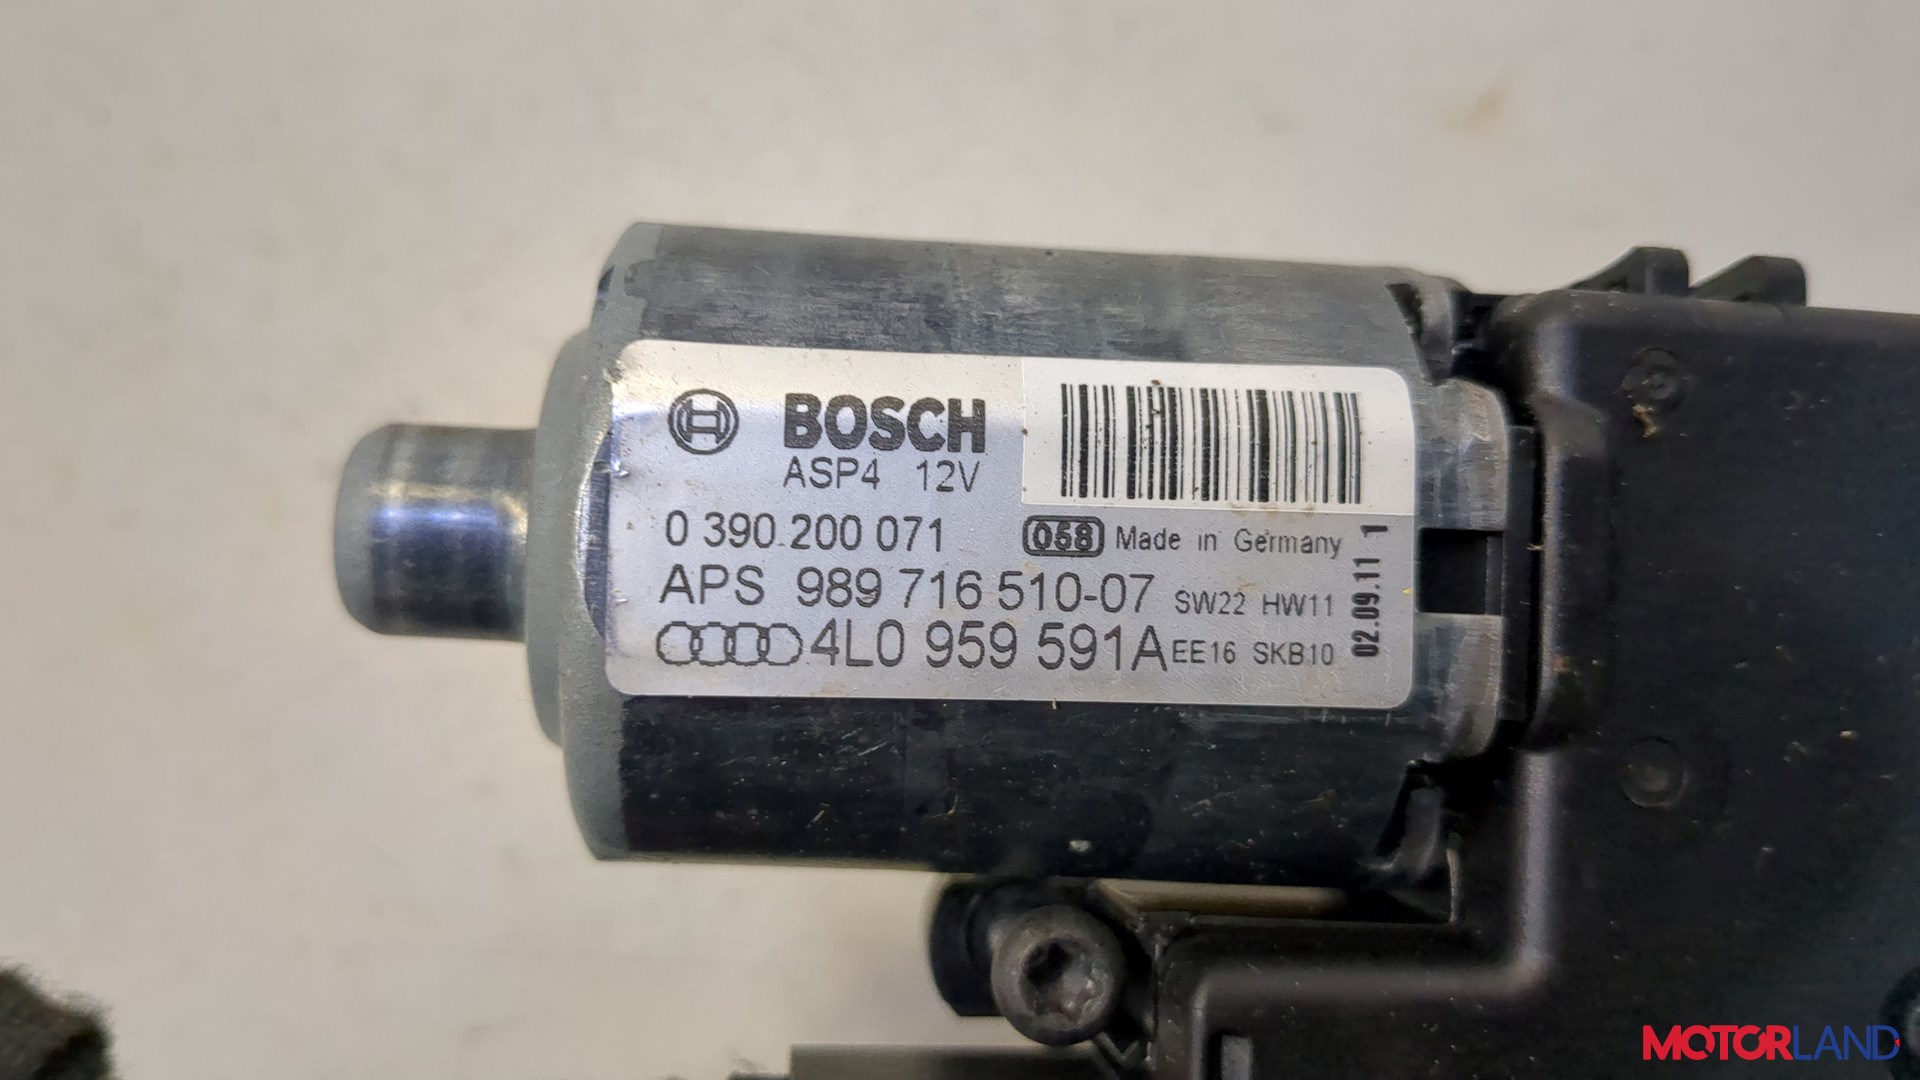 BOSCH
ASP4 12V
0 390 200 071
058 Made in Germany
APS 989 716 510-07 SW22 HW11
4L0 959 591A EE16 SKB10
02.09.11 1
MOTORLAND